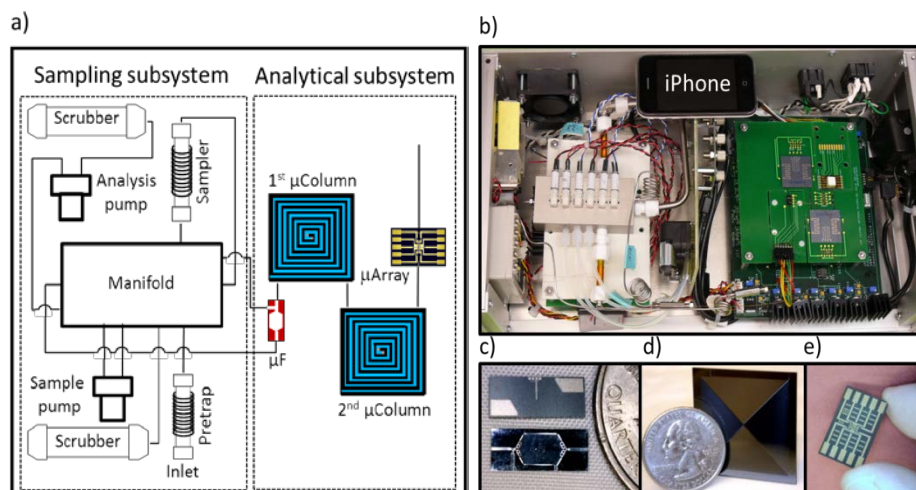 a)
Sampling subsystem
Analytical subsystem
Scrubber
Analysis
pump
Sampler
1st μColumn
Manifold
μArray
μF
Sample
pump
Pretrap
2nd μColumn
Scrubber
Inlet
b)
iPhone
c)
QUARTE
d)
e)